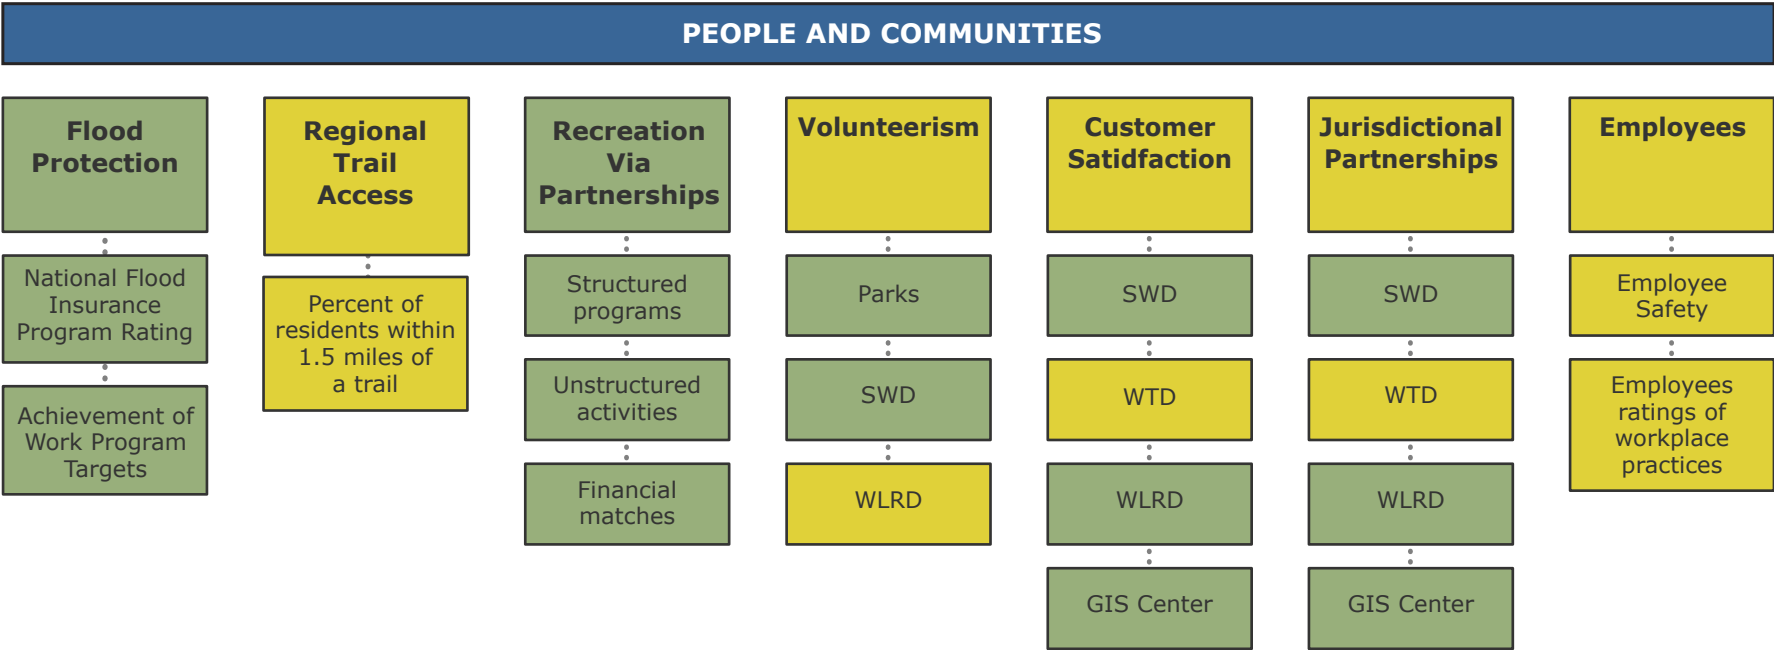 PEOPLE AND COMMUNITIES
Flood
Protection
National Flood
Insurance
Program Rating
Achievement of
Work Program
Targets
Regional
Trail
Access
Percent of
residents within
1.5 miles of
a trail
Recreation
Via
Partnerships
Structured
programs
Unstructured
activities
Financial
matches
Volunteerism
Parks
SWD
WLRD
Customer
Satidfaction
SWD
WTD
WLRD
GIS Center
Jurisdictional
Partnerships
SWD
WTD
WLRD
GIS Center
Employees
Employee
Safety
Employees
ratings of
workplace
practices